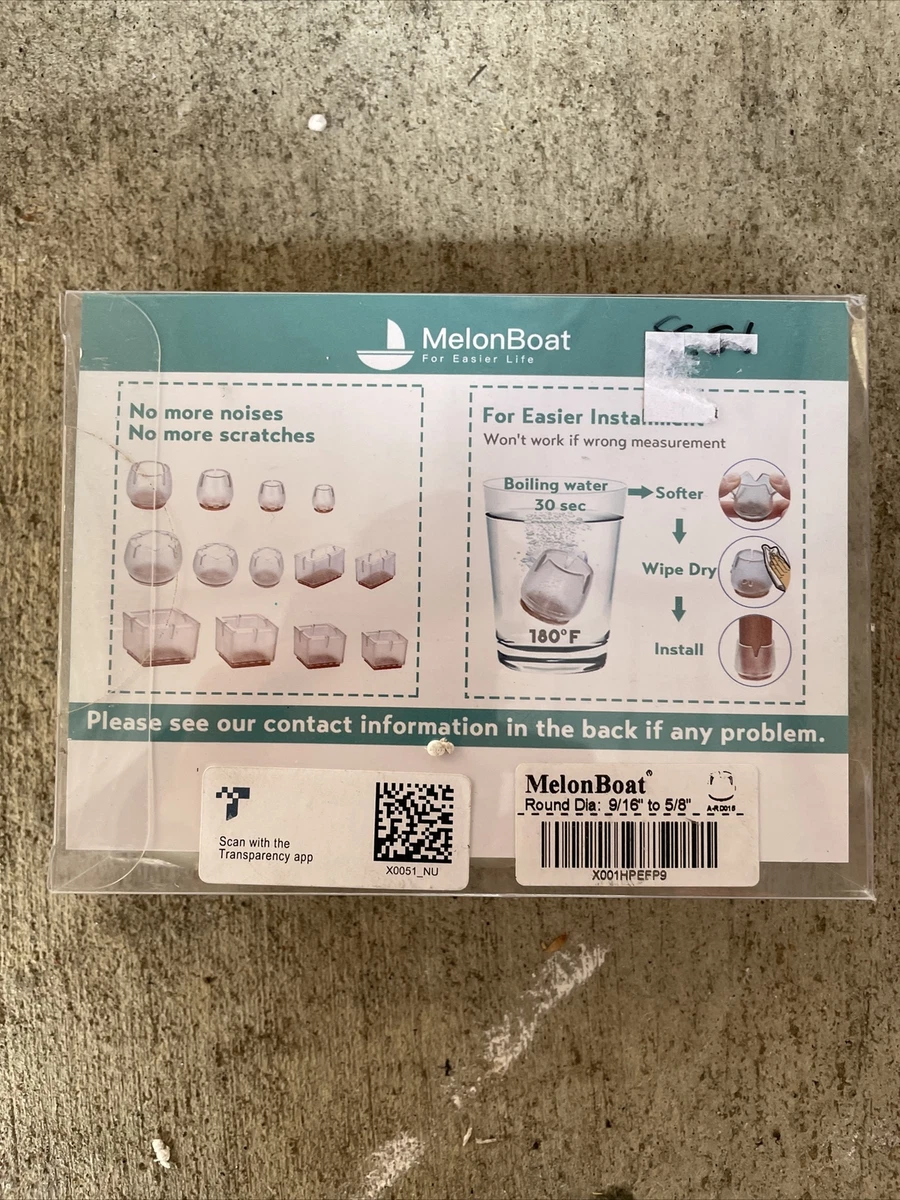 MelonBoat
For Easier Life
No more noises
No more scratches
For Easier
Won't work if wrong measurement
Boiling water
30 sec
Softer
Wipe Dry
180°F
Install
Please see our contact information in the back if any problem.
Scan with the
Transparency app
X0051_NU
MelonBoat®
Round Dia: 9/16" to 5/8"
A-RD015
X001HPEFP9